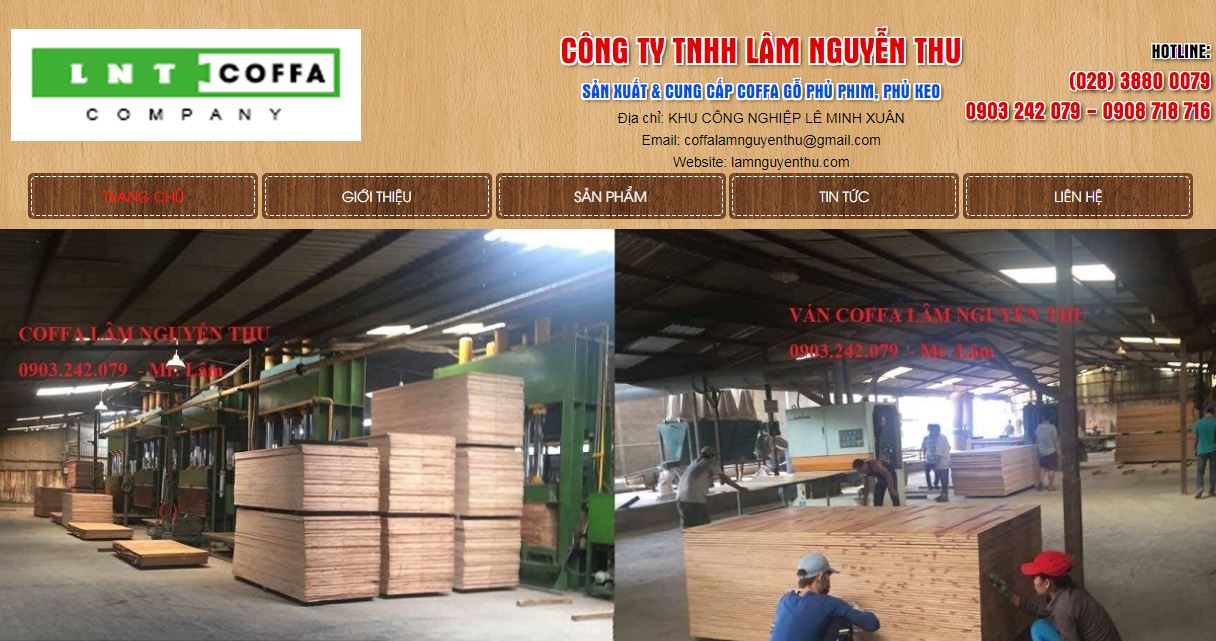 LNT COFFA
COMPANY
CÔNG TY TNHH LÂM NGUYỄN THU
SẢN XUẤT & CUNG CẤP COFFA GỖ PHỦ PHIM, PHỦ KEO
Địa chỉ: KHU CÔNG NGHIỆP LÊ MINH XUÂN
Email: coffalamnguyenthu@gmail.com
Website: lamnguyenthu.com
HOTLINE:
(028) 3880 0079
0903 242 079 - 0908 718 716
TRANG CHỦ
GIỚI THIỆU
SẢN PHẨM
TIN TỨC
LIÊN HỆ
COFFA LÂM NGUYỄN THU
0903.242.079 - Mr. Lâm
VÁN COFFA LÂM NGUYỄN THU
0903.242.079 - Mr. Lâm